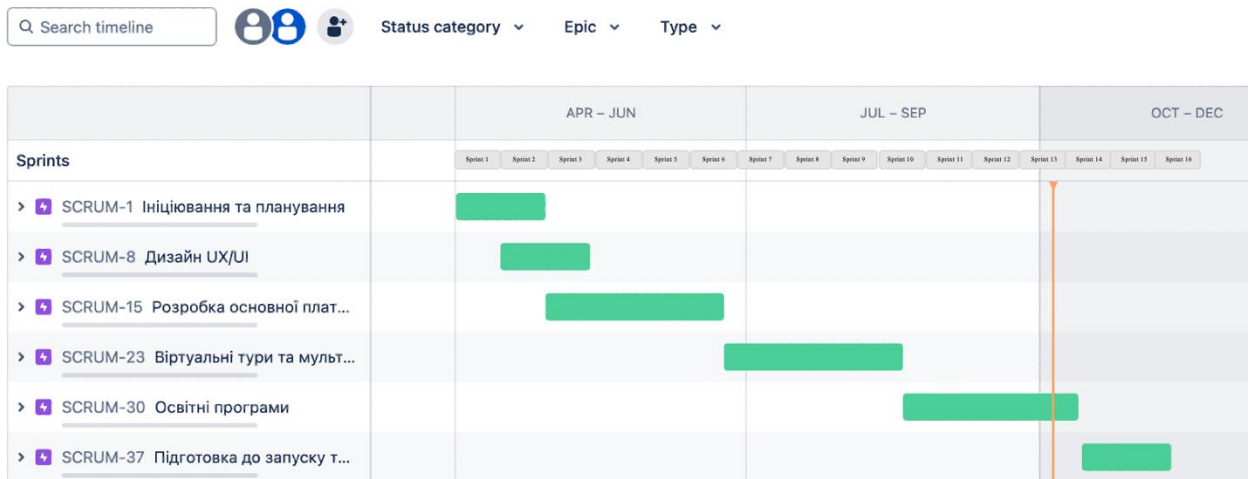 Search timeline Status category Epic Type
APR – JUN JUL – SEP OCT – DEC
Sprints Sprint 1 Sprint 2 Sprint 3 Sprint 4 Sprint 5 Sprint 6 Sprint 7 Sprint 8 Sprint 9 Sprint 10 Sprint 11 Sprint 12 Sprint 13 Sprint 14 Sprint 15 Sprint 16
SCRUM-1 Ініціювання та планування
SCRUM-8 Дизайн UX/UI
SCRUM-15 Розробка основної плат...
SCRUM-23 Віртуальні тури та мульт...
SCRUM-30 Освітні програми
SCRUM-37 Підготовка до запуску т...